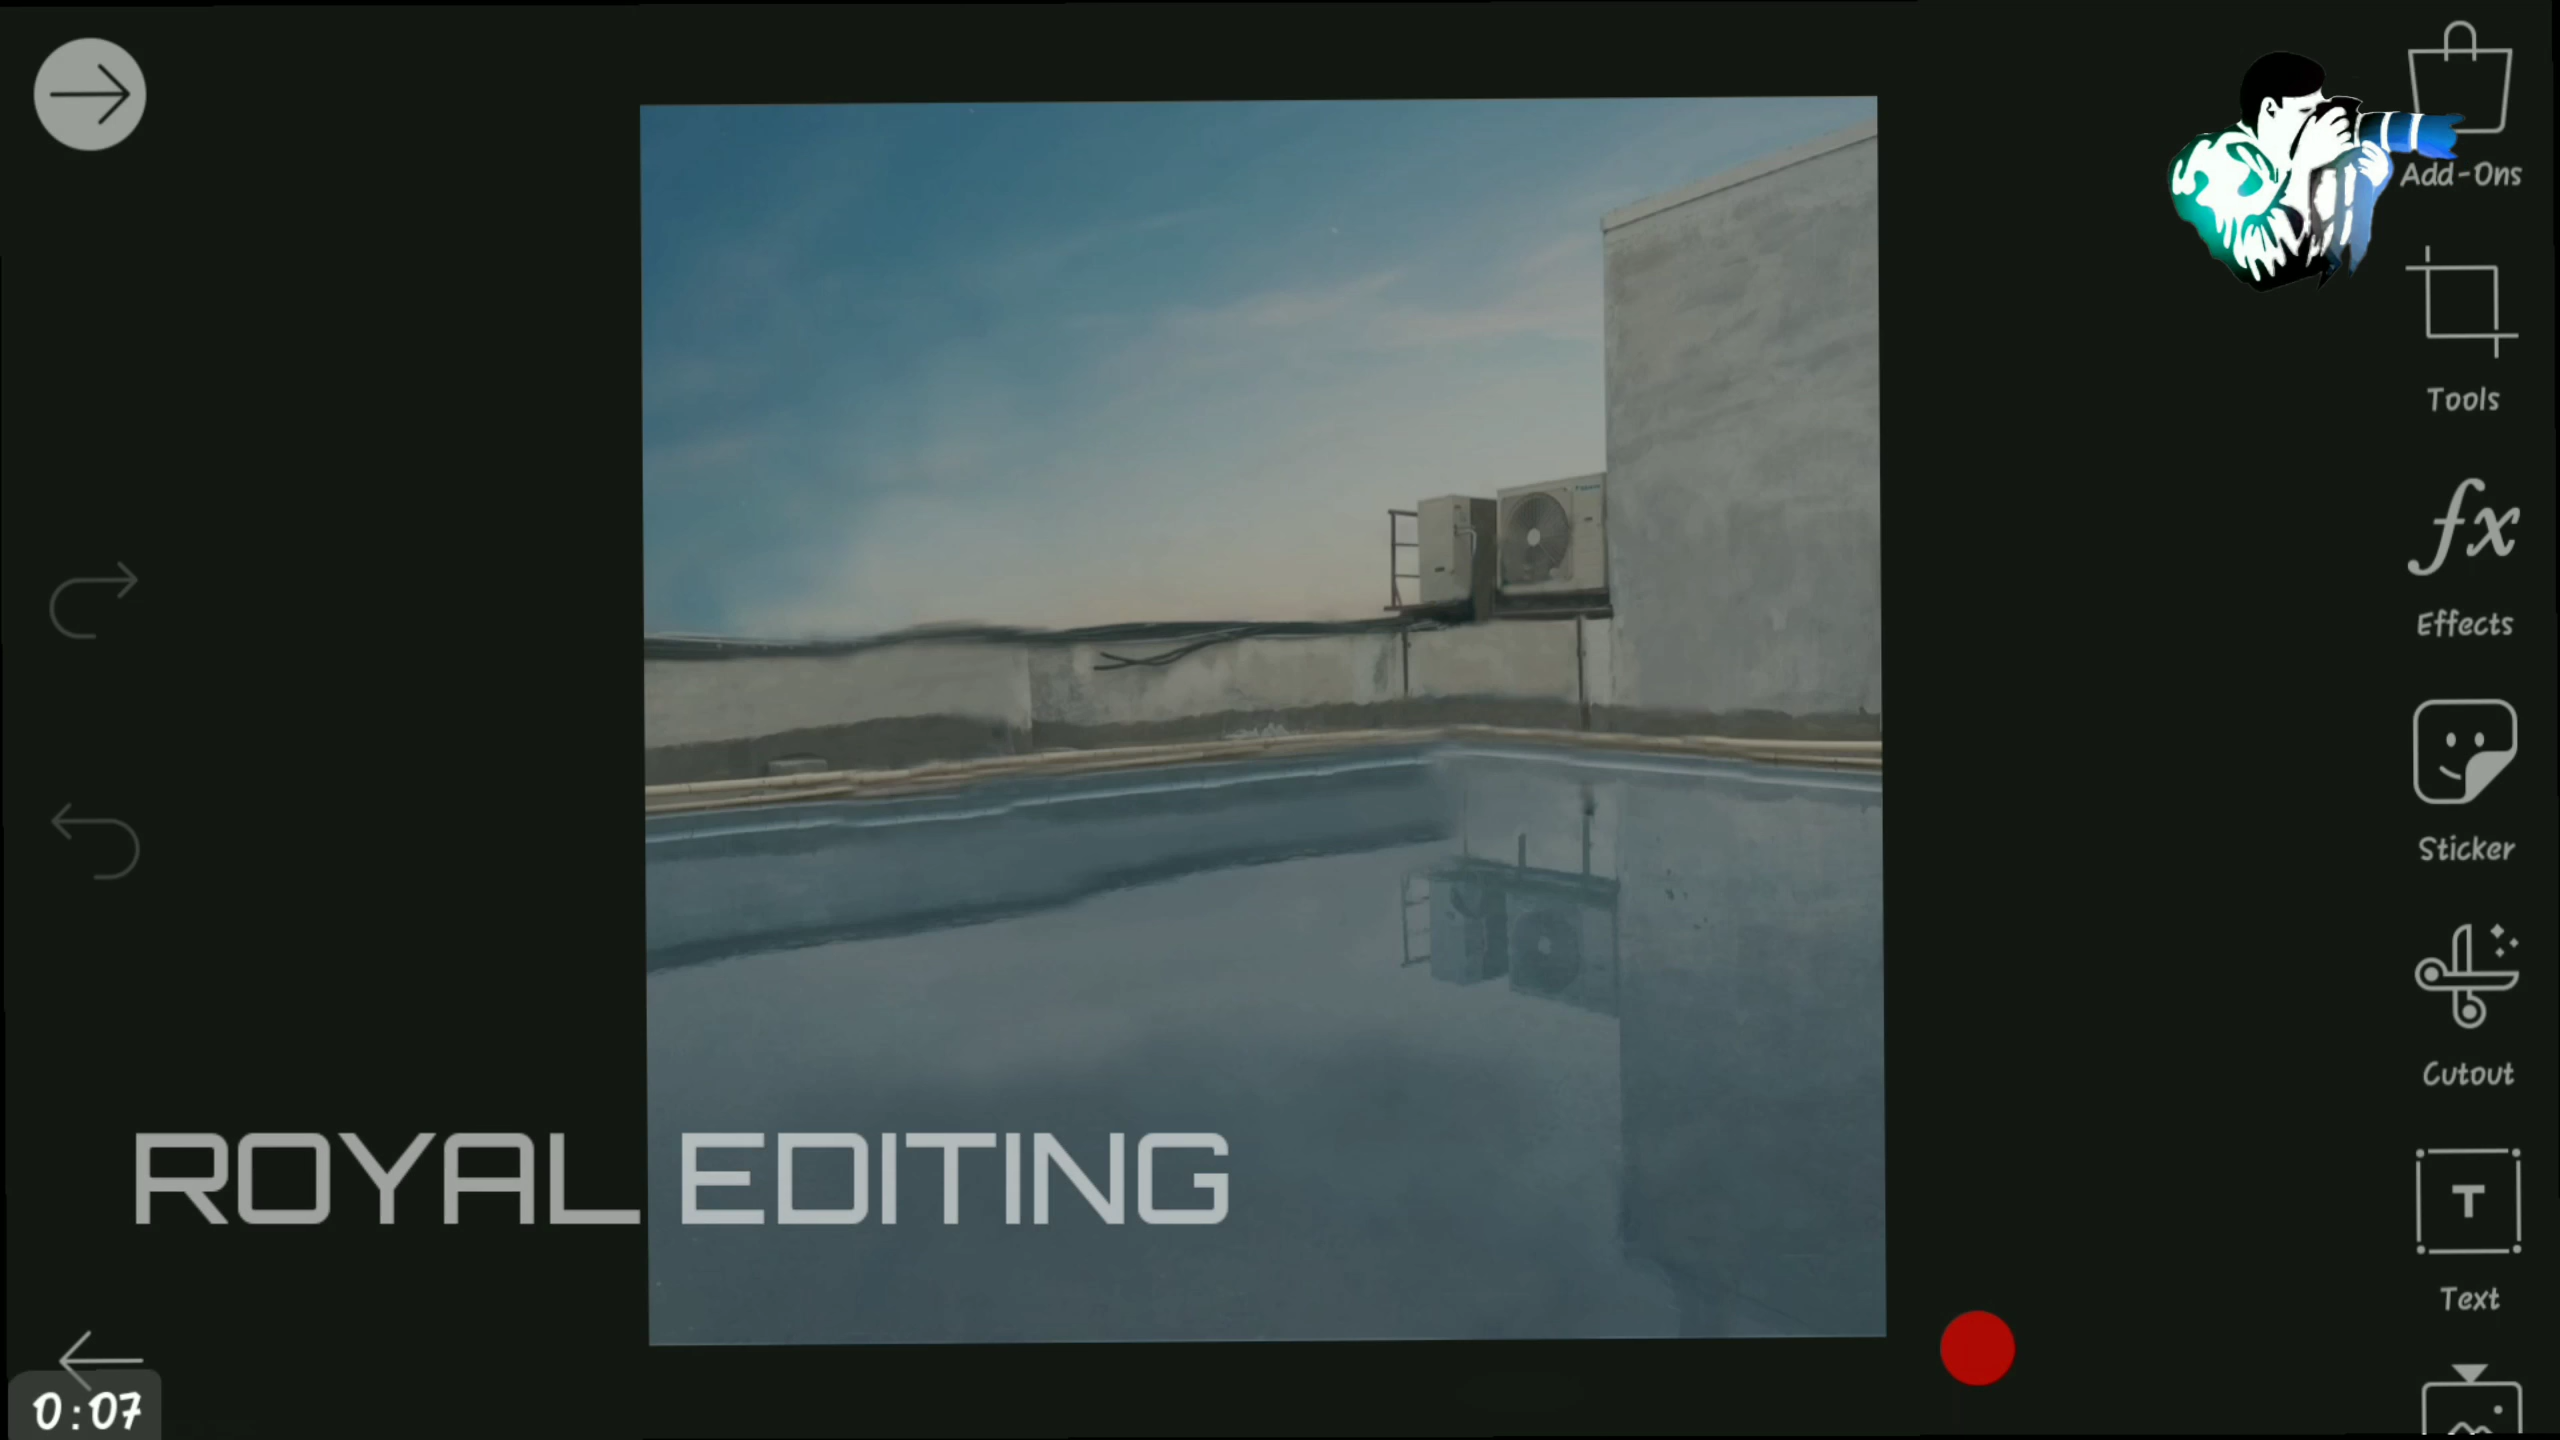 Add-Ons
Tools
Effects
Sticker
Cutout
T
Text
ROYAL EDITING
0:07